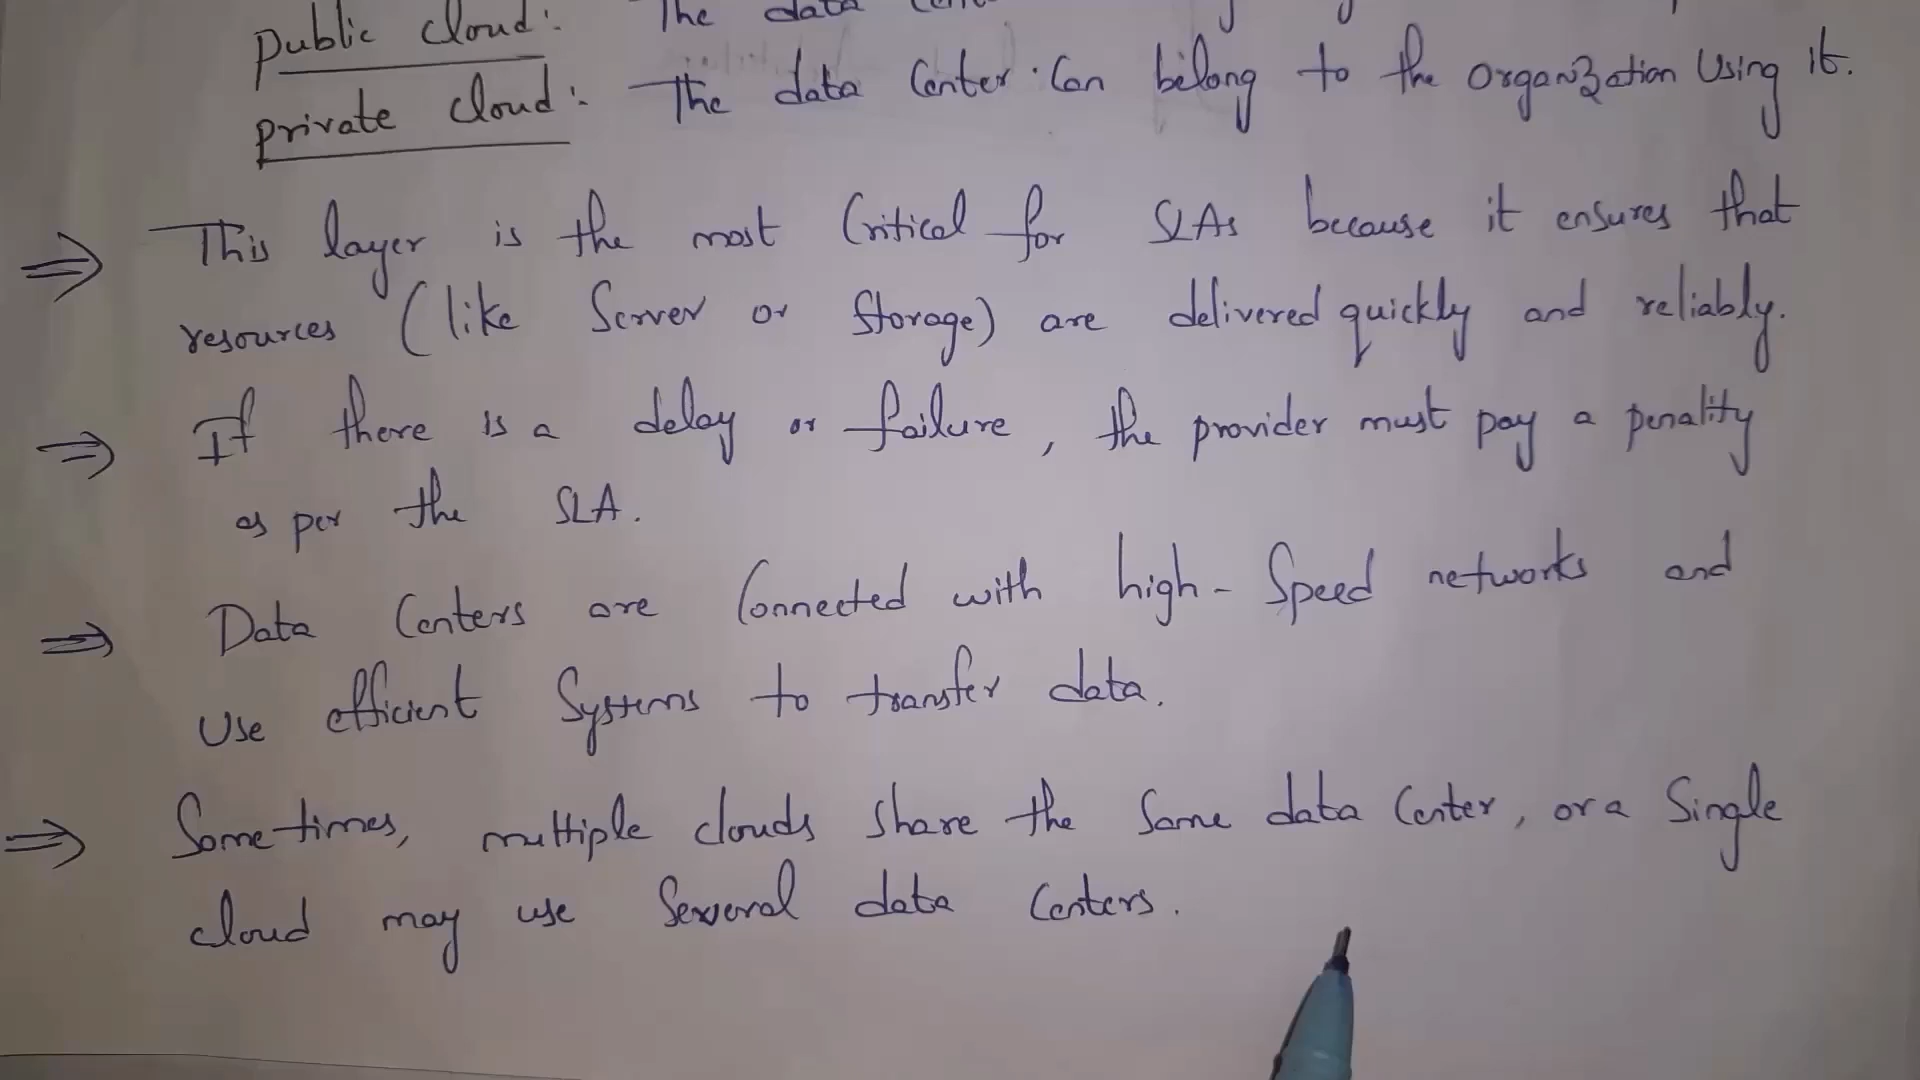 Public cloud: The data
private cloud: The data Center Can belong to the Organization Using it.
⇒ This layer is the most Critical for SLAs because it ensures that
resources (like Server or Storage) are delivered quickly and reliably.
⇒ If there is a delay or failure, the provider must pay a penality
as per the SLA.
⇒ Data Centers are Connected with high-Speed networks and
Use efficient Systems to transfer data.
⇒ Some times, multiple clouds share the Same data Center, or a Single
cloud may use Several data Centers.